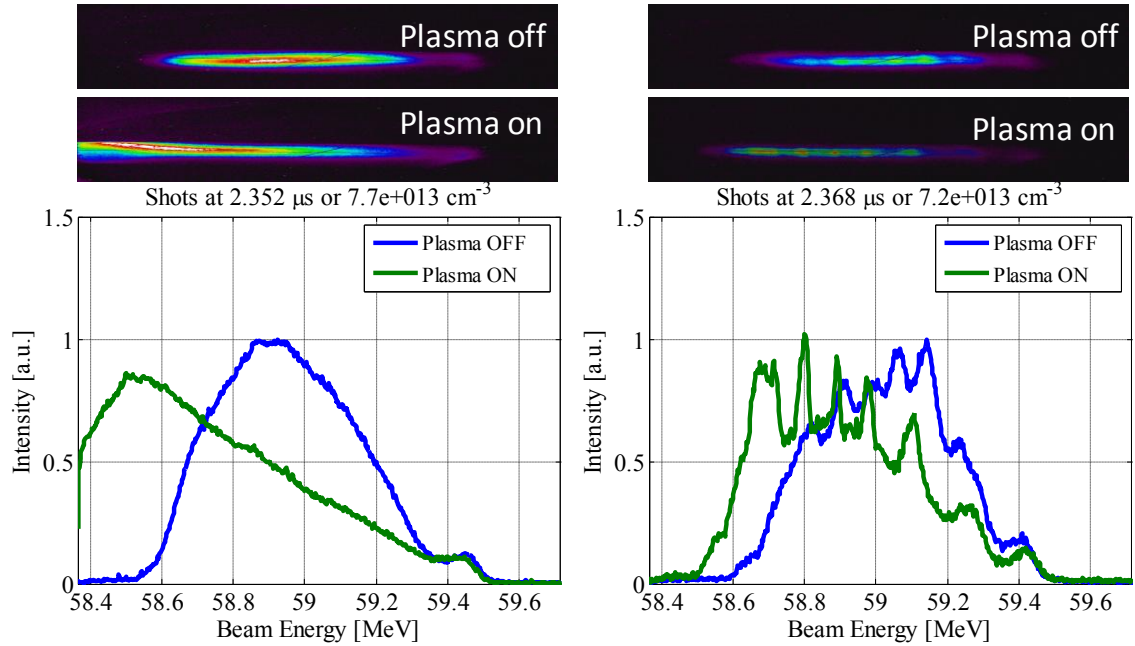 Plasma off
Plasma on
Shots at 2.352 μs or 7.7e+013 cm-3
1.5
1
0.5
0
Intensity [a.u.]
Plasma OFF
Plasma ON
58.4 58.6 58.8 59 59.2 59.4 59.6
Beam Energy [MeV]
Plasma off
Plasma on
Shots at 2.368 μs or 7.2e+013 cm-3
1.5
1
0.5
0
Intensity [a.u.]
Plasma OFF
Plasma ON
58.4 58.6 58.8 59 59.2 59.4 59.6
Beam Energy [MeV]